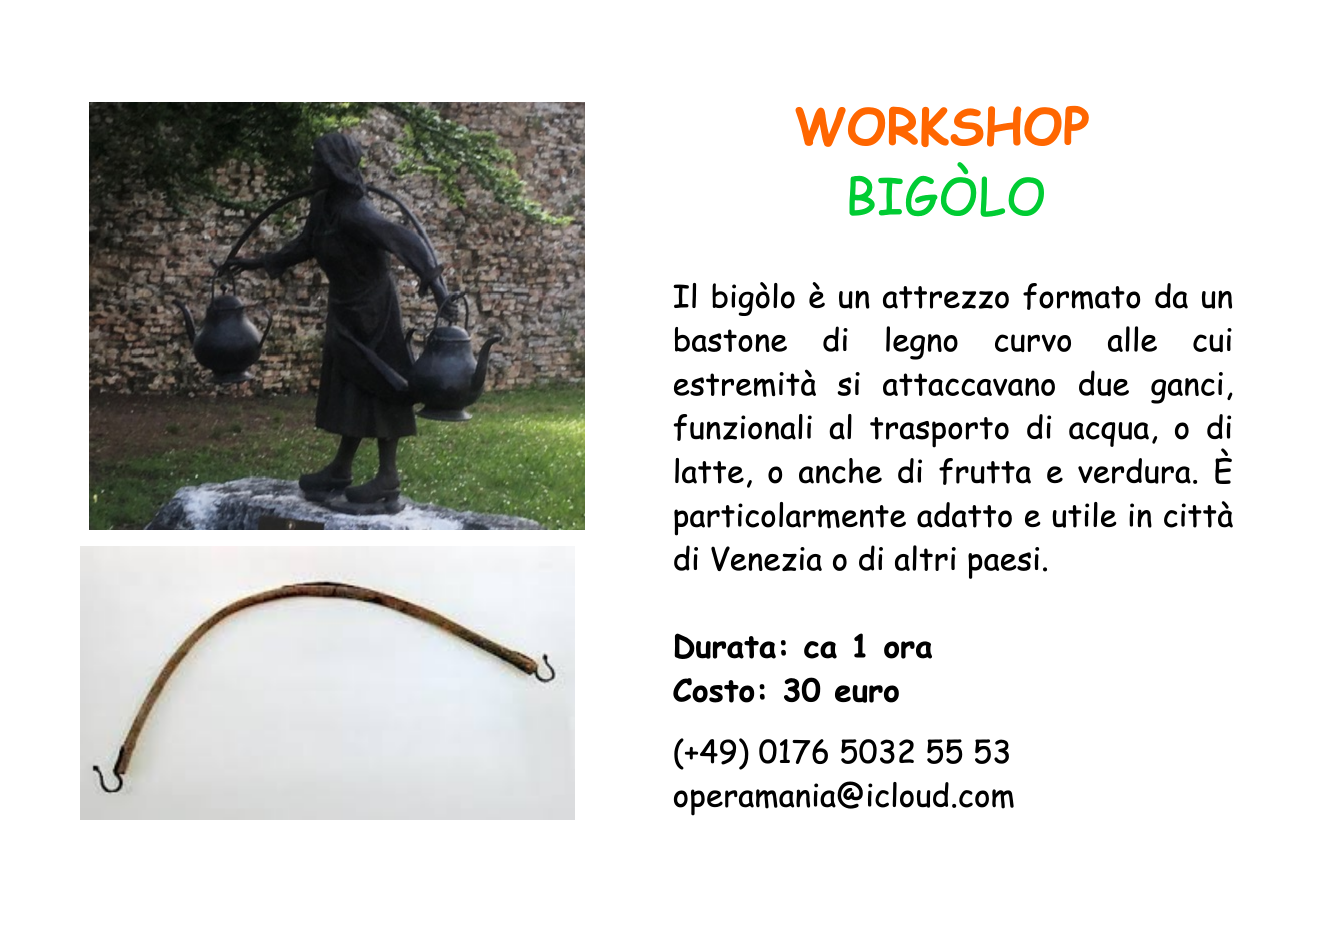 WORKSHOP
BIGÒLO
Il bigòlo è un attrezzo formato da un
bastone di legno curvo alle cui
estremità si attaccavano due ganci,
funzionali al trasporto di acqua, o di
latte, o anche di frutta e verdura. È
particolarmente adatto e utile in città
di Venezia o di altri paesi.
Durata: ca 1 ora
Costo: 30 euro
(+49) 0176 5032 55 53
operamania@icloud.com